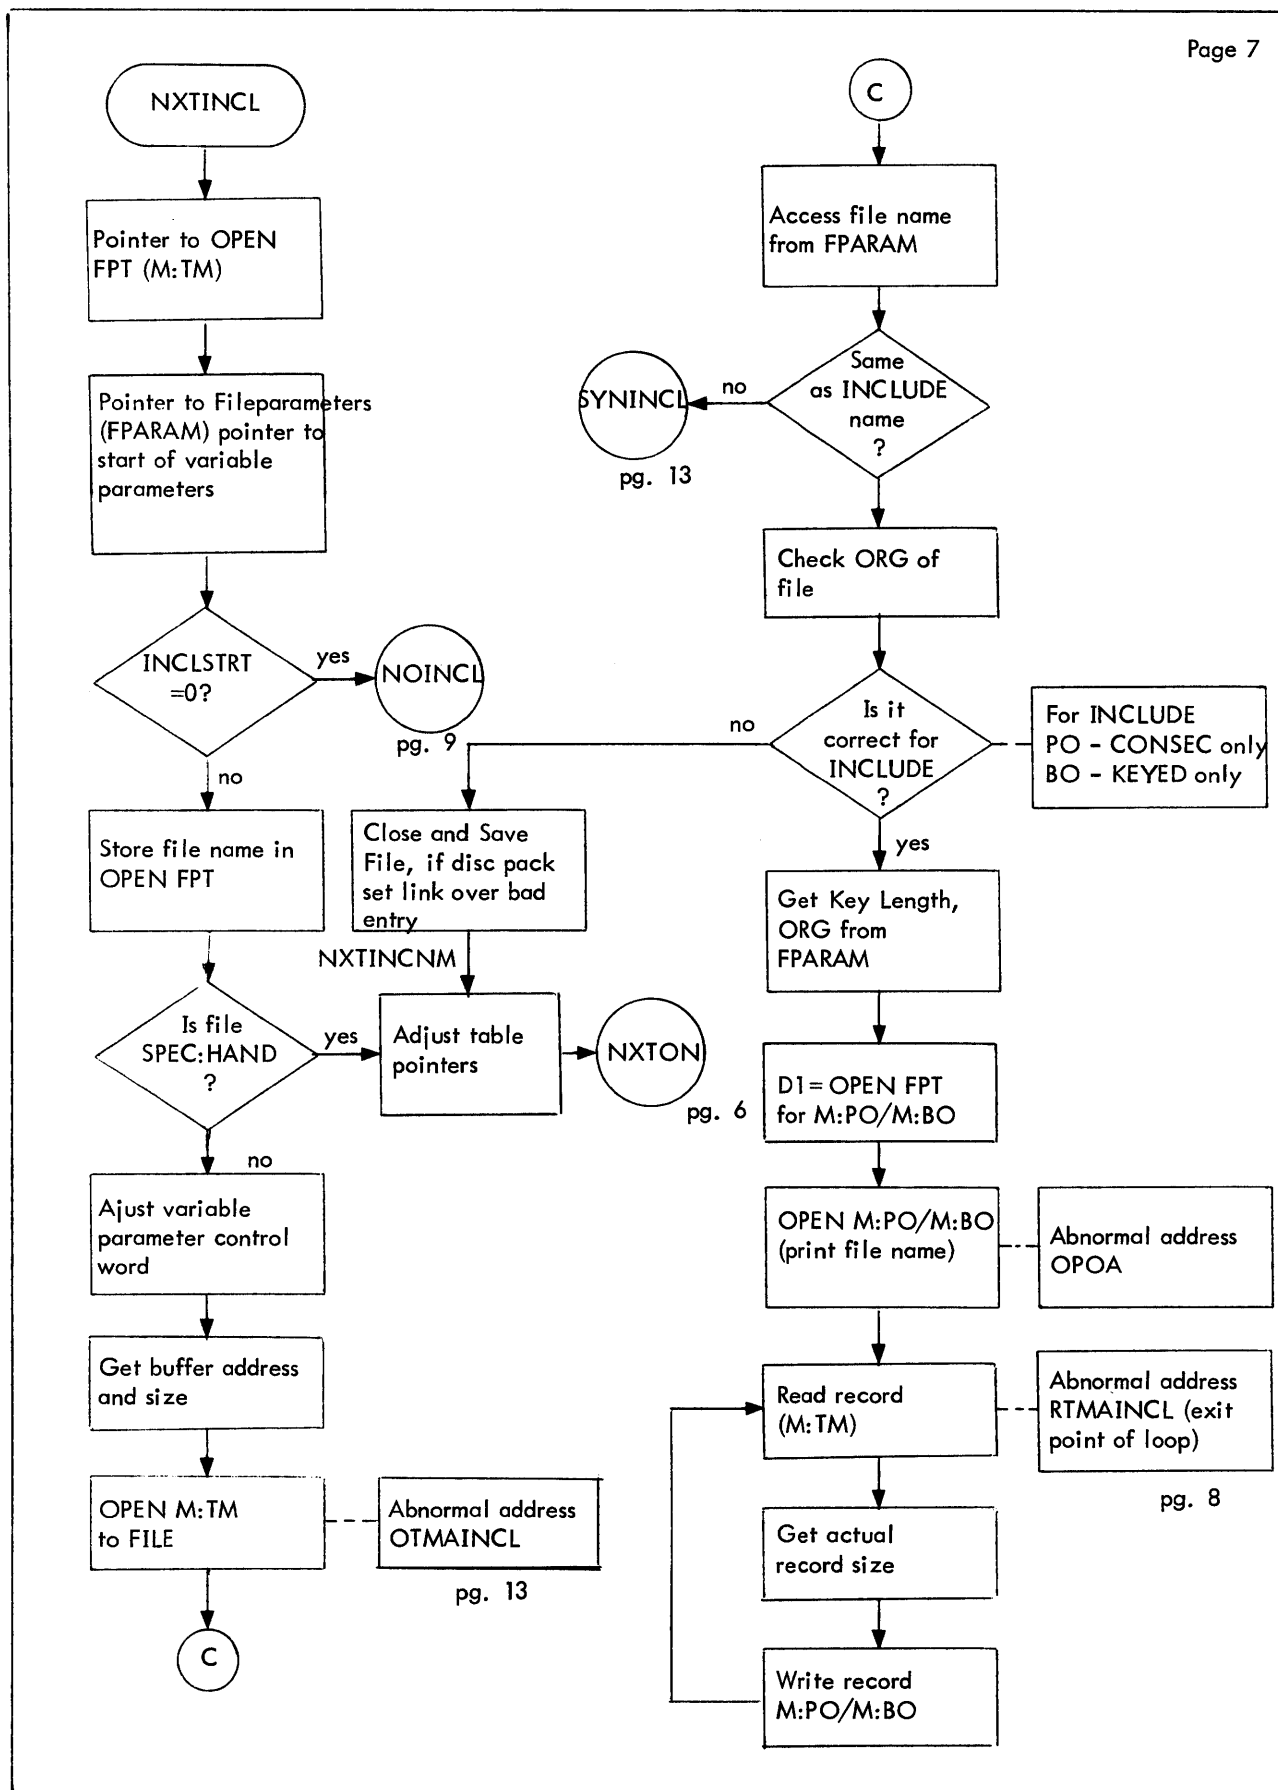 Page 7
NXTINCL
Pointer to OPEN
FPT (M:TM)
Pointer to Fileparameters
(FPARAM) pointer to
start of variable
parameters
INCLSTRT
=0?
yes
NOINCL
pg. 9
no
Store file name in
OPEN FPT
Close and Save
File, if disc pack
set link over bad
entry
NXTINCNM
Is file
SPEC:HAND
?
yes
Adjust table
pointers
NXTON
pg. 6
no
Ajust variable
parameter control
word
Get buffer address
and size
OPEN M:TM
to FILE
Abnormal address
OTMAINCL
pg. 13
C
C
Access file name
from FPARAM
Same
as INCLUDE
name
?
no
SYNINCL
pg. 13
Check ORG of
file
Is it
correct for
INCLUDE
?
no
For INCLUDE
PO - CONSEC only
BO - KEYED only
yes
Get Key Length,
ORG from
FPARAM
D1= OPEN FPT
for M:PO/M:BO
OPEN M:PO/M:BO
(print file name)
Abnormal address
OPOA
Read record
(M:TM)
Abnormal address
RTMAINCL (exit
point of loop)
pg. 8
Get actual
record size
Write record
M:PO/M:BO